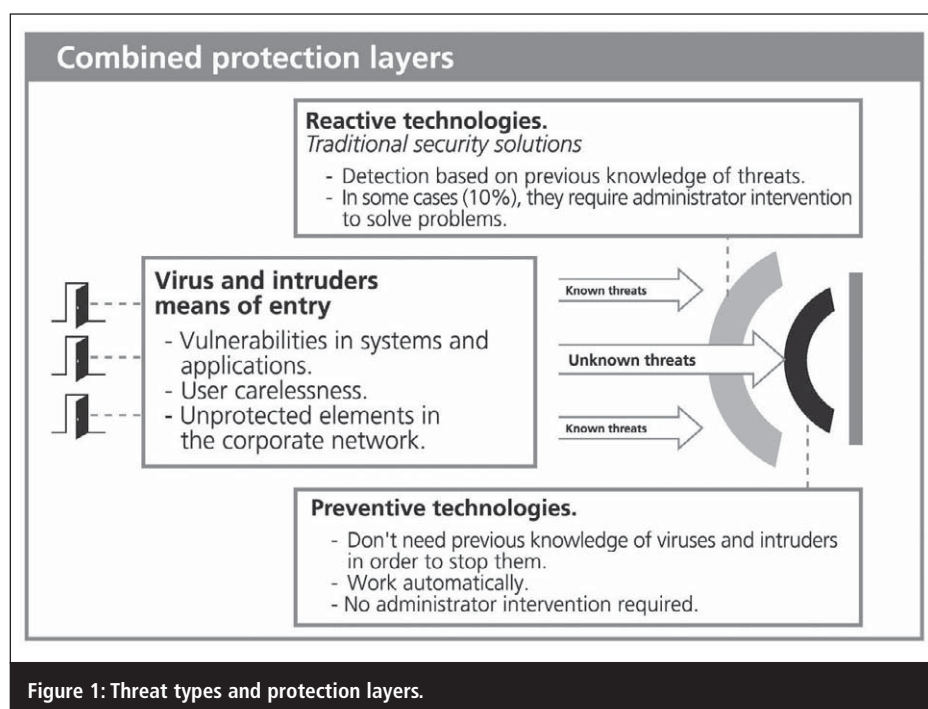 Combined protection layers
Reactive technologies.
Traditional security solutions
- Detection based on previous knowledge of threats.
- In some cases (10%), they require administrator intervention
to solve problems.
Virus and intruders
means of entry
- Vulnerabilities in systems and
applications.
- User carelessness.
- Unprotected elements in
the corporate network.
Known threats
Unknown threats
Known threats
Preventive technologies.
- Don't need previous knowledge of viruses and intruders
in order to stop them.
- Work automatically.
- No administrator intervention required.
Figure 1: Threat types and protection layers.